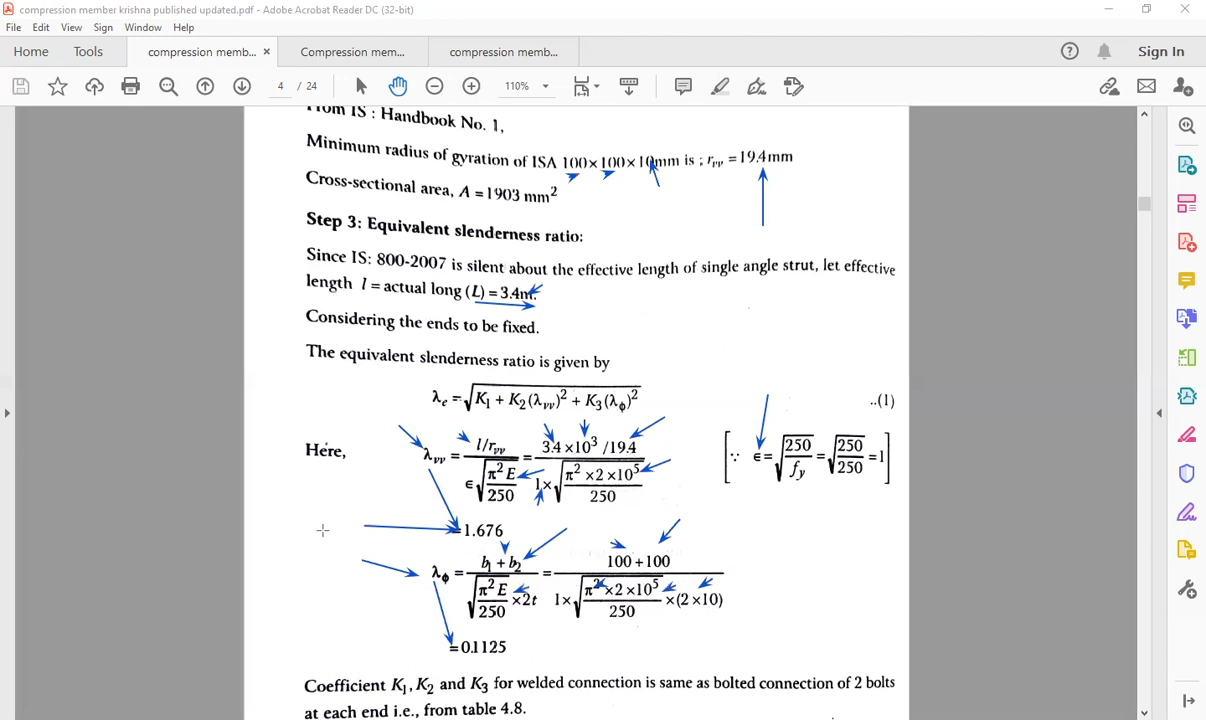 compression member krishna published updated.pdf - Adobe Acrobat Reader DC (32-bit)
File Edit View Sign Window Help
Home Tools compression memb... × Compression mem... compression memb... Sign In
4 / 24 110%
From IS : Handbook No. 1,
Minimum radius of gyration of ISA 100×100×10mm is ; r_vv = 19.4mm
Cross-sectional area, A = 1903 mm²
Step 3: Equivalent slenderness ratio:
Since IS: 800-2007 is silent about the effective length of single angle strut, let effective
length l = actual long (L) = 3.4m.
Considering the ends to be fixed.
The equivalent slenderness ratio is given by
λ_e = √(K₁ + K₂(λ_vv)² + K₃(λ_ϕ)²) ..(1)
Here, λ_vv = (l/r_vv) / (ϵ√(π²E/250)) = (3.4×10³/19.4) / (1×√(π²×2×10⁵/250)) [∵ ϵ = √(250/f_y) = √(250/250) = 1]
= 1.676
λ_ϕ = (b₁ + b₂) / (√(π²E/250) ×2t) = (100+100) / (1×√(π²×2×10⁵/250) ×(2×10))
= 0.1125
Coefficient K₁, K₂ and K₃ for welded connection is same as bolted connection of 2 bolts
at each end i.e., from table 4.8.